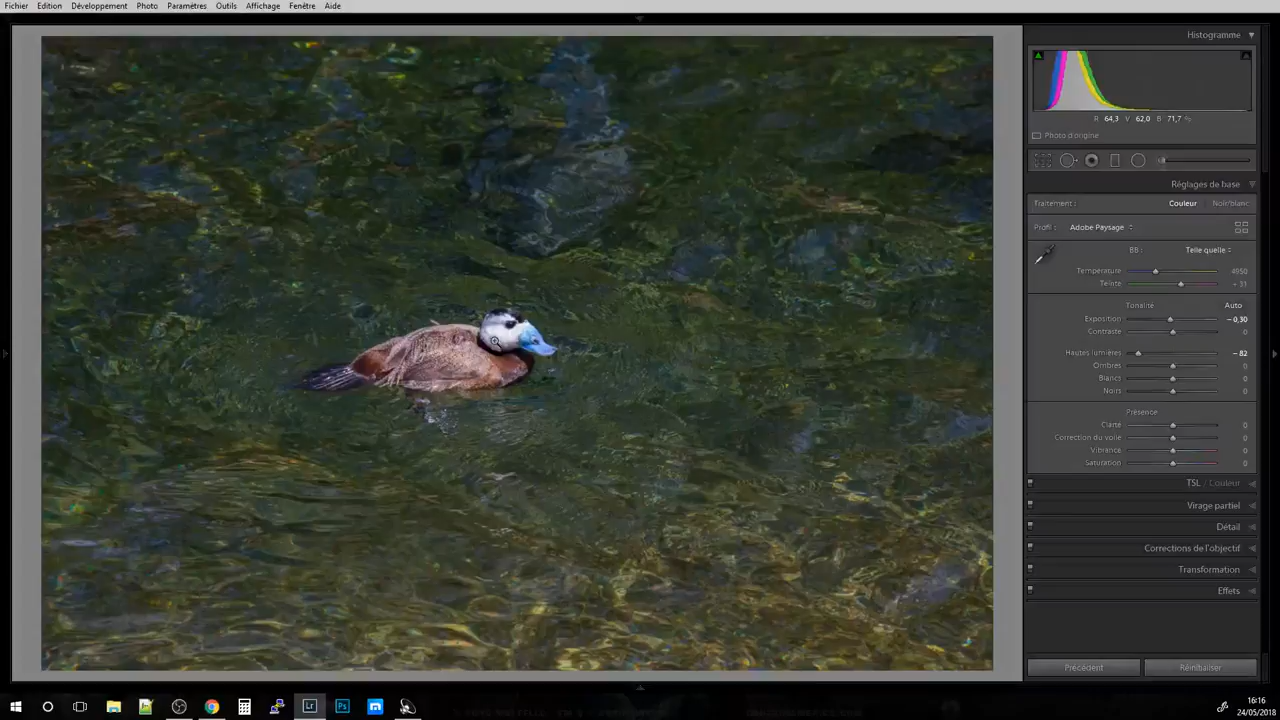 Fichier Edition Développement Photo Paramètres Outils Affichage Fenêtre Aide
Histogramme
R 64,3 V 62,0 B 71,7 %
Photo d'origine
Réglages de base
Traitement : Couleur Noir/blanc
Profil : Adobe Paysage
BB : Telle quelle
Température 4950
Teinte + 31
Tonalité Auto
Exposition − 0,30
Contraste 0
Hautes lumières − 82
Ombres 0
Blancs 0
Noirs 0
Présence
Clarté 0
Correction du voile 0
Vibrance 0
Saturation 0
TSL / Couleur
Virage partiel
Détail
Corrections de l'objectif
Transformation
Effets
Précédent Réinitialiser
Lr Ps
16:16
24/05/2018